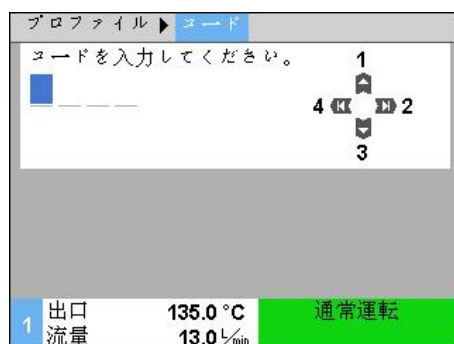 プロファイル ▶ コード
コードを入力してください。
1
4 2
3
1
出口 135.0 °C
流量 13.0 L/min
通常運転